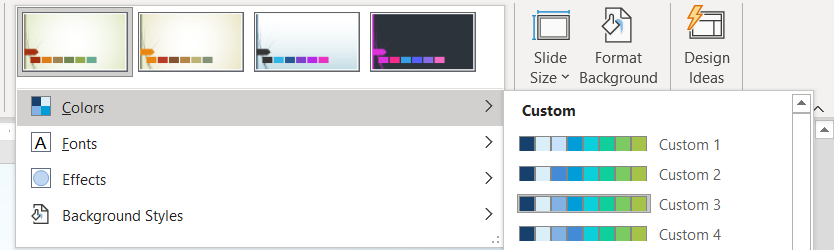 Slide
Size
Format
Background
Design
Ideas
Colors
Fonts
A
Effects
Background Styles
Custom
Custom 1
Custom 2
Custom 3
Custom 4